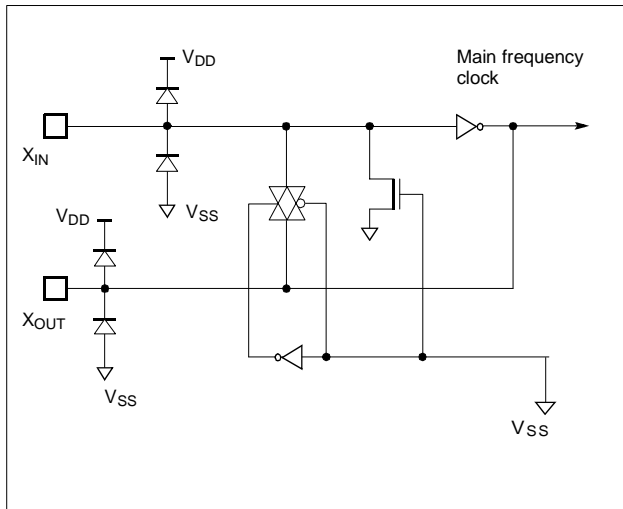 VDD
Main frequency
clock
XIN
VSS
VDD
XOUT
VSS
VSS